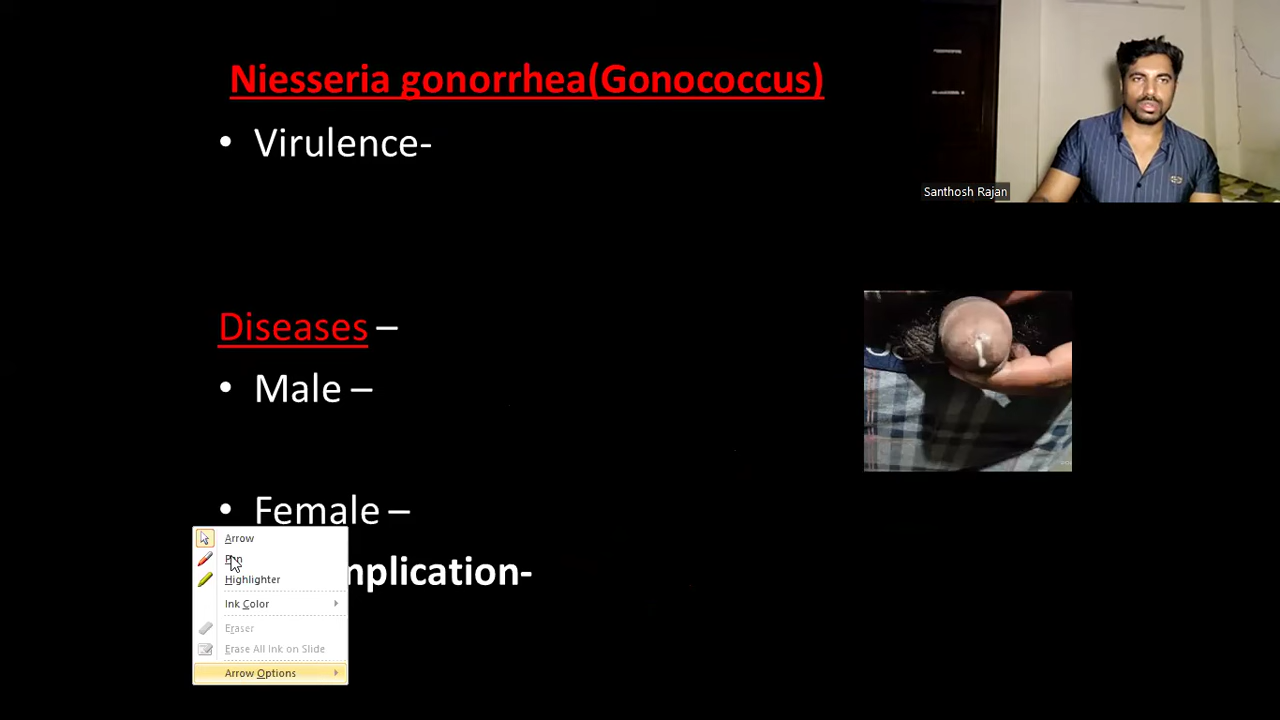 Niesseria gonorrhea(Gonococcus)
• Virulence-
Santhosh Rajan
Diseases –
• Male –
• Female –
mplication-
Arrow
Highlighter
Ink Color
Eraser
Erase All Ink on Slide
Arrow Options